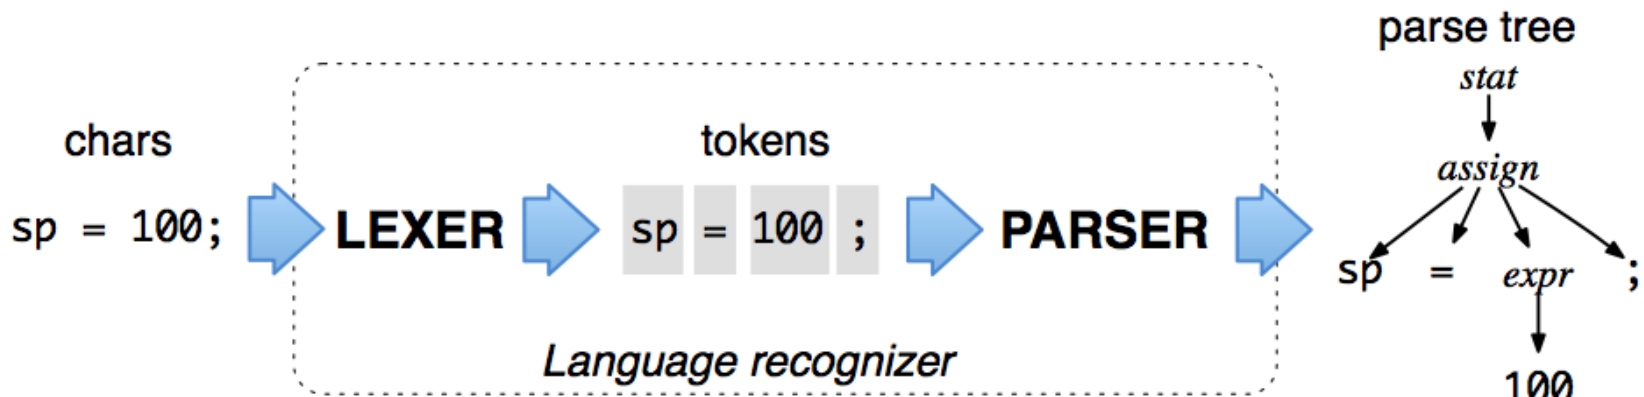 chars
sp = 100;
LEXER
tokens
sp = 100 ;
PARSER
Language recognizer
parse tree
stat
assign
sp = expr ;
100